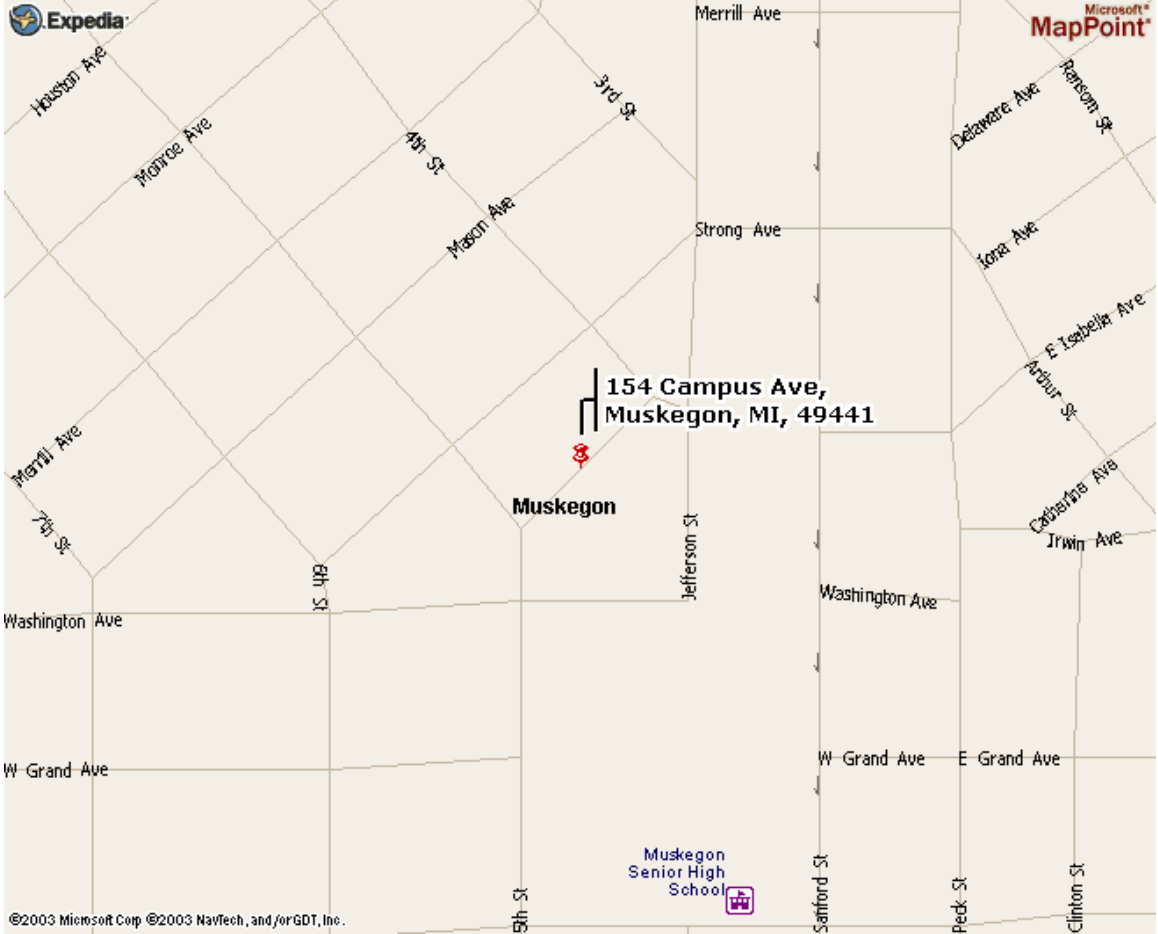 Expedia
Microsoft®
MapPoint®
Merrill Ave
Houston Ave
3rd St
Ransom St
Delaware Ave
Monroe Ave
4th St
Mason Ave
Strong Ave
Iona Ave
E Isabella Ave
154 Campus Ave,
Muskegon, MI, 49441
Arthur St
Merrill Ave
7th St
Muskegon
Catherine Ave
Irwin Ave
Jefferson St
6th St
Washington Ave
Washington Ave
W Grand Ave
W Grand Ave
E Grand Ave
Muskegon
Senior High
School
5th St
Sanford St
Peck St
Clinton St
©2003 Microsoft Corp ©2003 NavTech, and/or GDT, Inc.